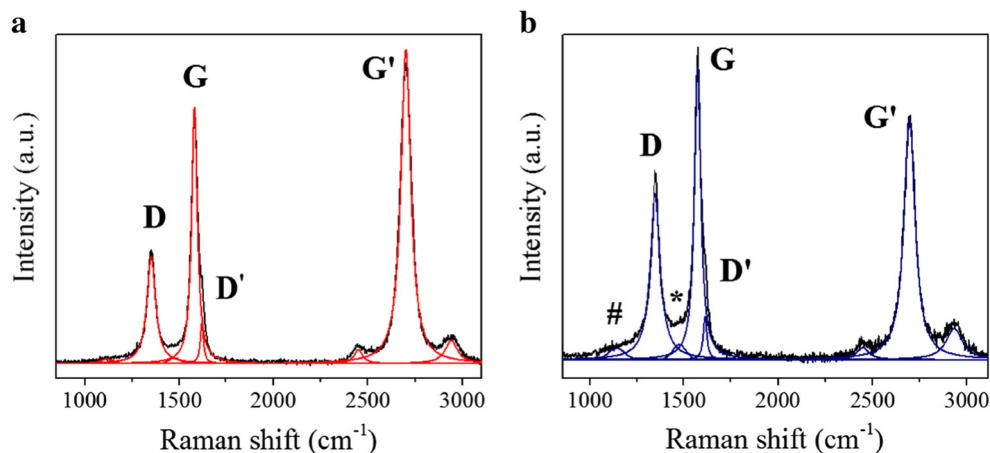 a
Intensity (a.u.)
D
G
D'
G'
1000 1500 2000 2500 3000
Raman shift (cm⁻¹)
b
Intensity (a.u.)
#
D
*
G
D'
G'
1000 1500 2000 2500 3000
Raman shift (cm⁻¹)